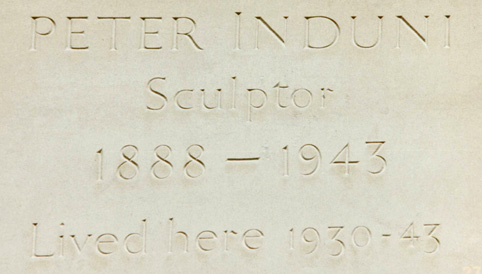 PETER INDUNI
Sculptor
1888 – 1943
Lived here 1930-43